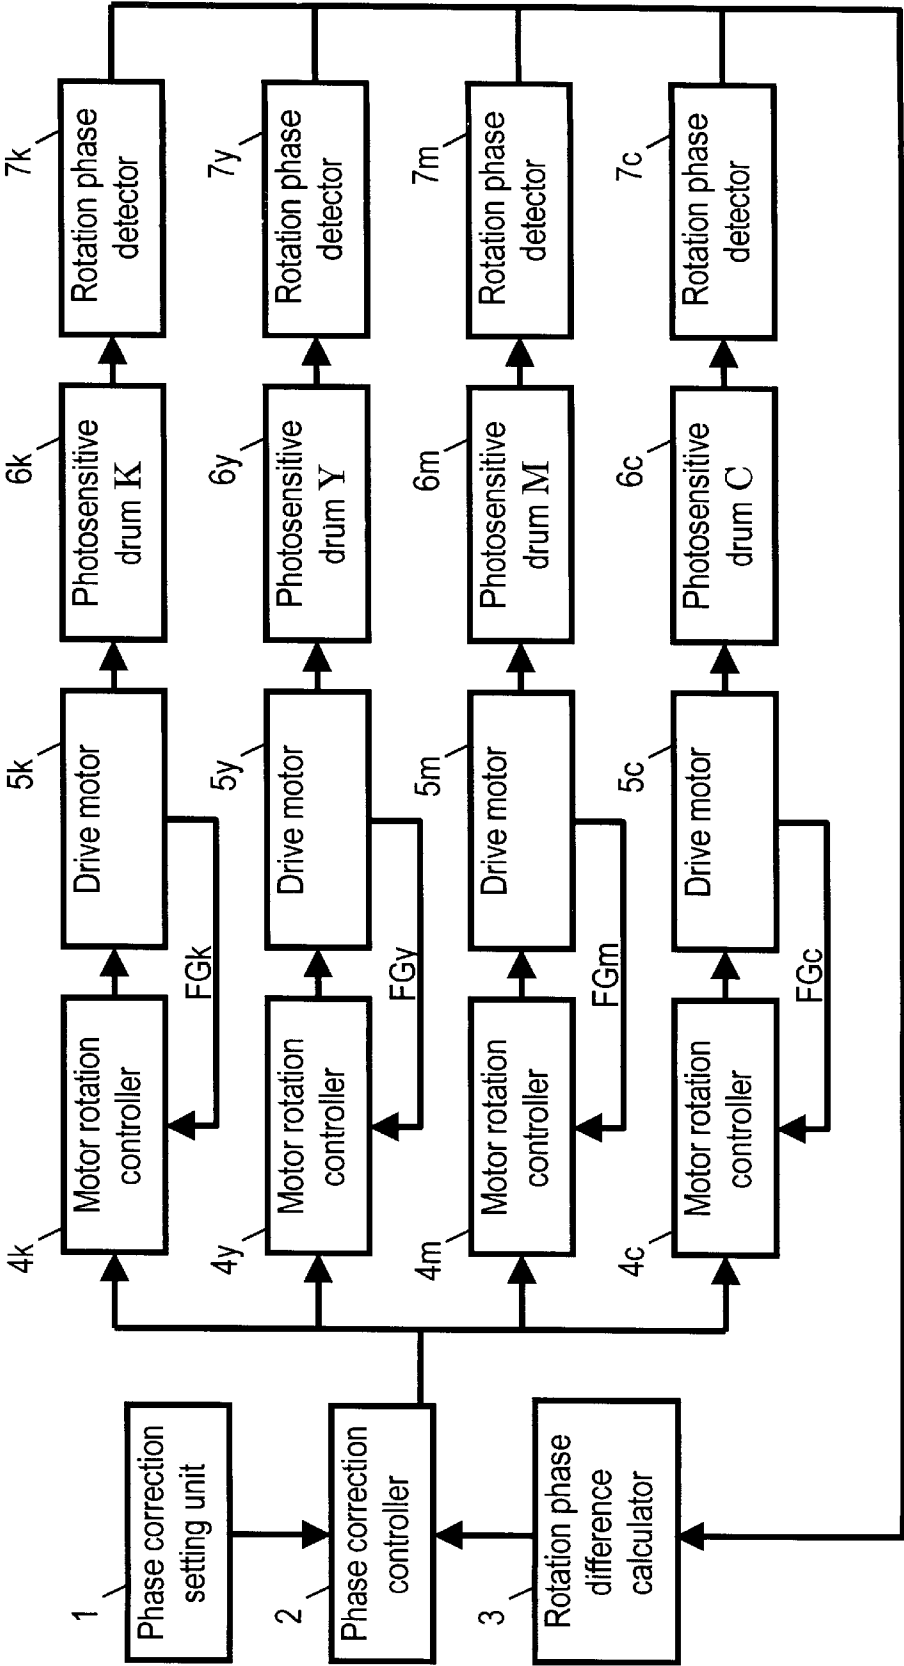 1
Phase correction
setting unit
2
Phase correction
controller
3
Rotation phase
difference
calculator
4k
Motor rotation
controller
FGk
5k
Drive motor
6k
Photosensitive
drum K
7k
Rotation phase
detector
4y
Motor rotation
controller
FGy
5y
Drive motor
6y
Photosensitive
drum Y
7y
Rotation phase
detector
4m
Motor rotation
controller
FGm
5m
Drive motor
6m
Photosensitive
drum M
7m
Rotation phase
detector
4c
Motor rotation
controller
FGc
5c
Drive motor
6c
Photosensitive
drum C
7c
Rotation phase
detector